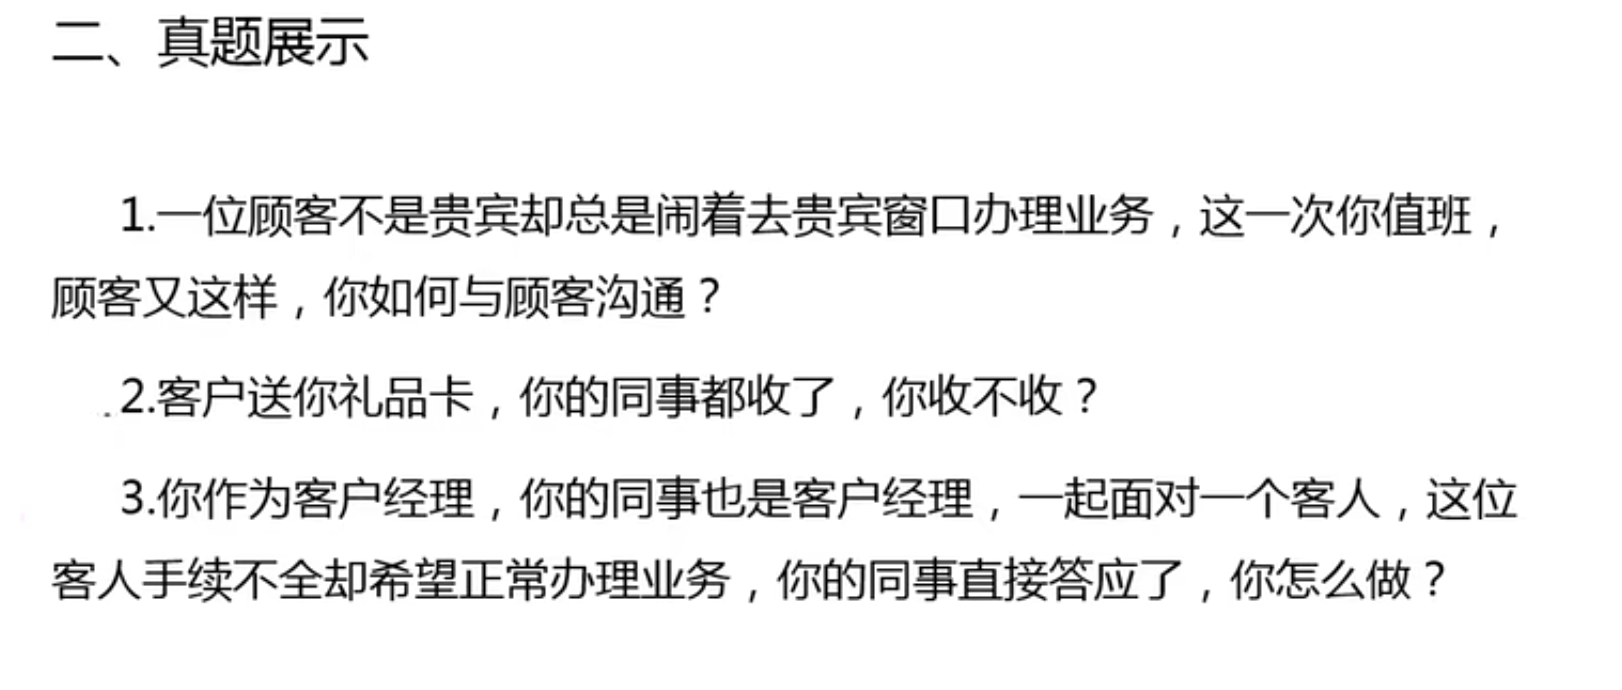 二、真题展示
1.一位顾客不是贵宾却总是闹着去贵宾窗口办理业务，这一次你值班，
顾客又这样，你如何与顾客沟通？
2.客户送你礼品卡，你的同事都收了，你收不收？
3.你作为客户经理，你的同事也是客户经理，一起面对一个客人，这位
客人手续不全却希望正常办理业务，你的同事直接答应了，你怎么做？